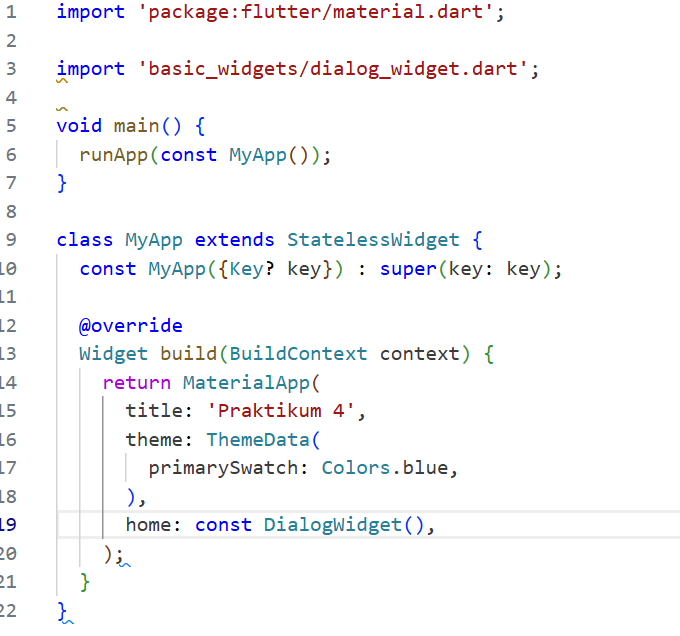 1 import 'package:flutter/material.dart';
2
3 import 'basic_widgets/dialog_widget.dart';
4
5 void main() {
6 runApp(const MyApp());
7 }
8
9 class MyApp extends StatelessWidget {
10 const MyApp({Key? key}) : super(key: key);
11
12 @override
13 Widget build(BuildContext context) {
14 return MaterialApp(
15 title: 'Praktikum 4',
16 theme: ThemeData(
17 primarySwatch: Colors.blue,
18 ),
19 home: const DialogWidget(),
20 );
21 }
22 }